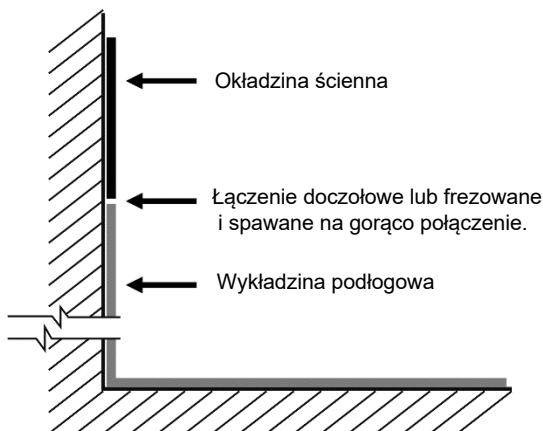 Okładzina ścienna
Łączenie doczołowe lub frezowane
i spawane na gorąco połączenie.
Wykładzina podłogowa